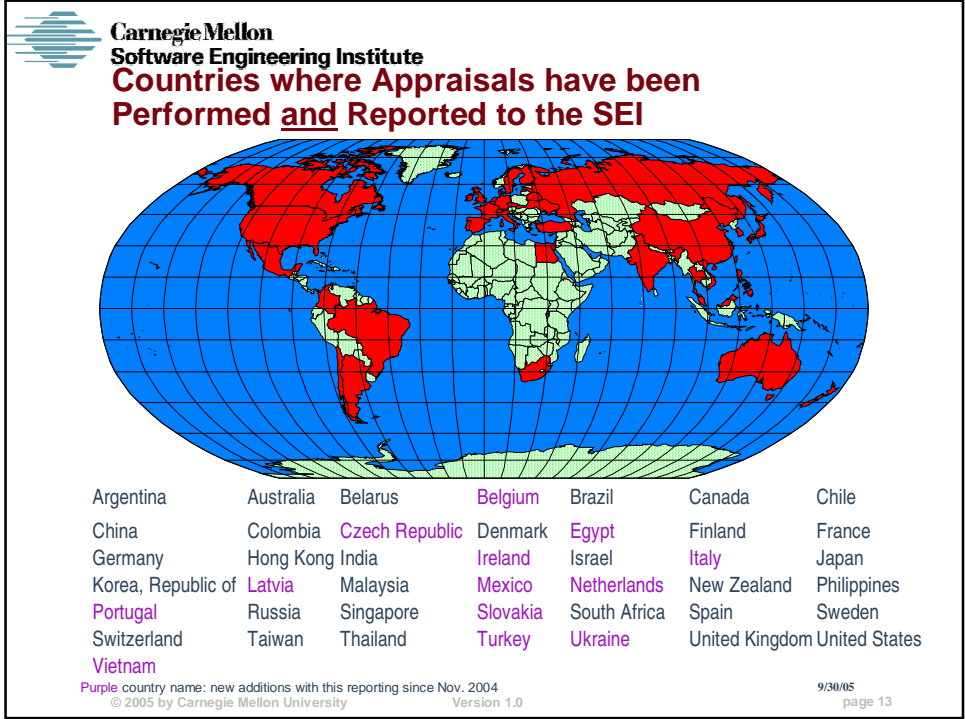 Carnegie Mellon
Software Engineering Institute
Countries where Appraisals have been
Performed and Reported to the SEI
Argentina Australia Belarus Belgium Brazil Canada Chile
China Colombia Czech Republic Denmark Egypt Finland France
Germany Hong Kong India Ireland Israel Italy Japan
Korea, Republic of Latvia Malaysia Mexico Netherlands New Zealand Philippines
Portugal Russia Singapore Slovakia South Africa Spain Sweden
Switzerland Taiwan Thailand Turkey Ukraine United Kingdom United States
Vietnam
Purple country name: new additions with this reporting since Nov. 2004 9/30/05
© 2005 by Carnegie Mellon University Version 1.0 page 13